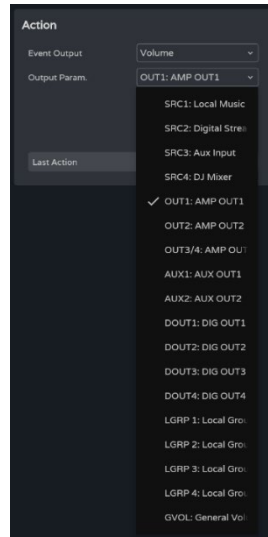 Action
Event Output Volume
Output Param. OUT1: AMP OUT1
SRC1: Local Music
SRC2: Digital Strea
SRC3: Aux Input
Last Action
SRC4: DJ Mixer
OUT1: AMP OUT1
OUT2: AMP OUT2
OUT3/4: AMP OUT
AUX1: AUX OUT1
AUX2: AUX OUT2
DOUT1: DIG OUT1
DOUT2: DIG OUT2
DOUT3: DIG OUT3
DOUT4: DIG OUT4
LGRP 1: Local Grou
LGRP 2: Local Grou
LGRP 3: Local Grou
LGRP 4: Local Grou
GVOL: General Vol